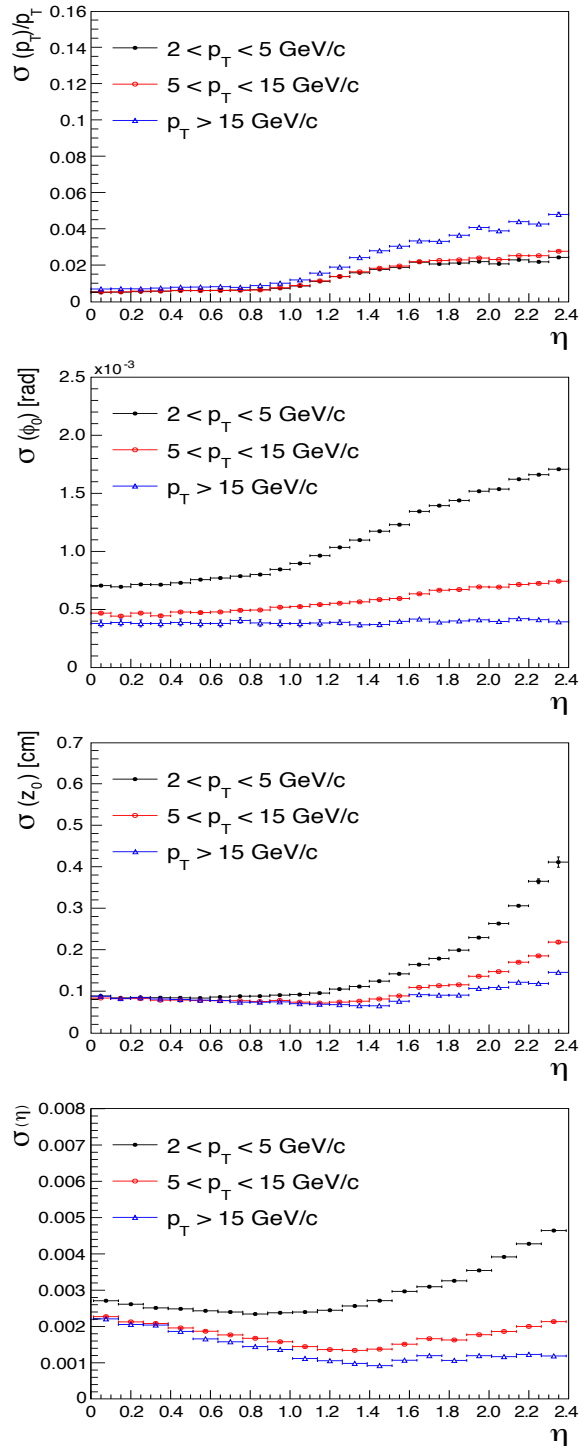 σ (p_T)/p_T
0.16
0.14
0.12
0.1
0.08
0.06
0.04
0.02
0
2 < p_T < 5 GeV/c
5 < p_T < 15 GeV/c
p_T > 15 GeV/c
0 0.2 0.4 0.6 0.8 1.0 1.2 1.4 1.6 1.8 2.0 2.2 2.4
η
×10⁻³
σ (ϕ₀) [rad]
2.5
2.0
1.5
1.0
0.5
0
2 < p_T < 5 GeV/c
5 < p_T < 15 GeV/c
p_T > 15 GeV/c
0 0.2 0.4 0.6 0.8 1.0 1.2 1.4 1.6 1.8 2.0 2.2 2.4
η
σ (z₀) [cm]
0.7
0.6
0.5
0.4
0.3
0.2
0.1
0
2 < p_T < 5 GeV/c
5 < p_T < 15 GeV/c
p_T > 15 GeV/c
0 0.2 0.4 0.6 0.8 1.0 1.2 1.4 1.6 1.8 2.0 2.2 2.4
η
σ (η)
0.008
0.007
0.006
0.005
0.004
0.003
0.002
0.001
0
2 < p_T < 5 GeV/c
5 < p_T < 15 GeV/c
p_T > 15 GeV/c
0 0.2 0.4 0.6 0.8 1.0 1.2 1.4 1.6 1.8 2.0 2.2 2.4
η